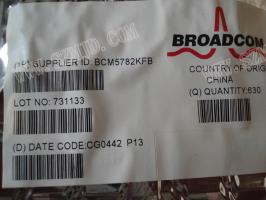 (1P) SUPPLIER ID: BCM5782KFB
BROADCOM
COUNTRY OF ORIG
CHINA
LOT NO: 731133
(Q) QUANTITY:630
(D) DATE CODE:CG0442 P13